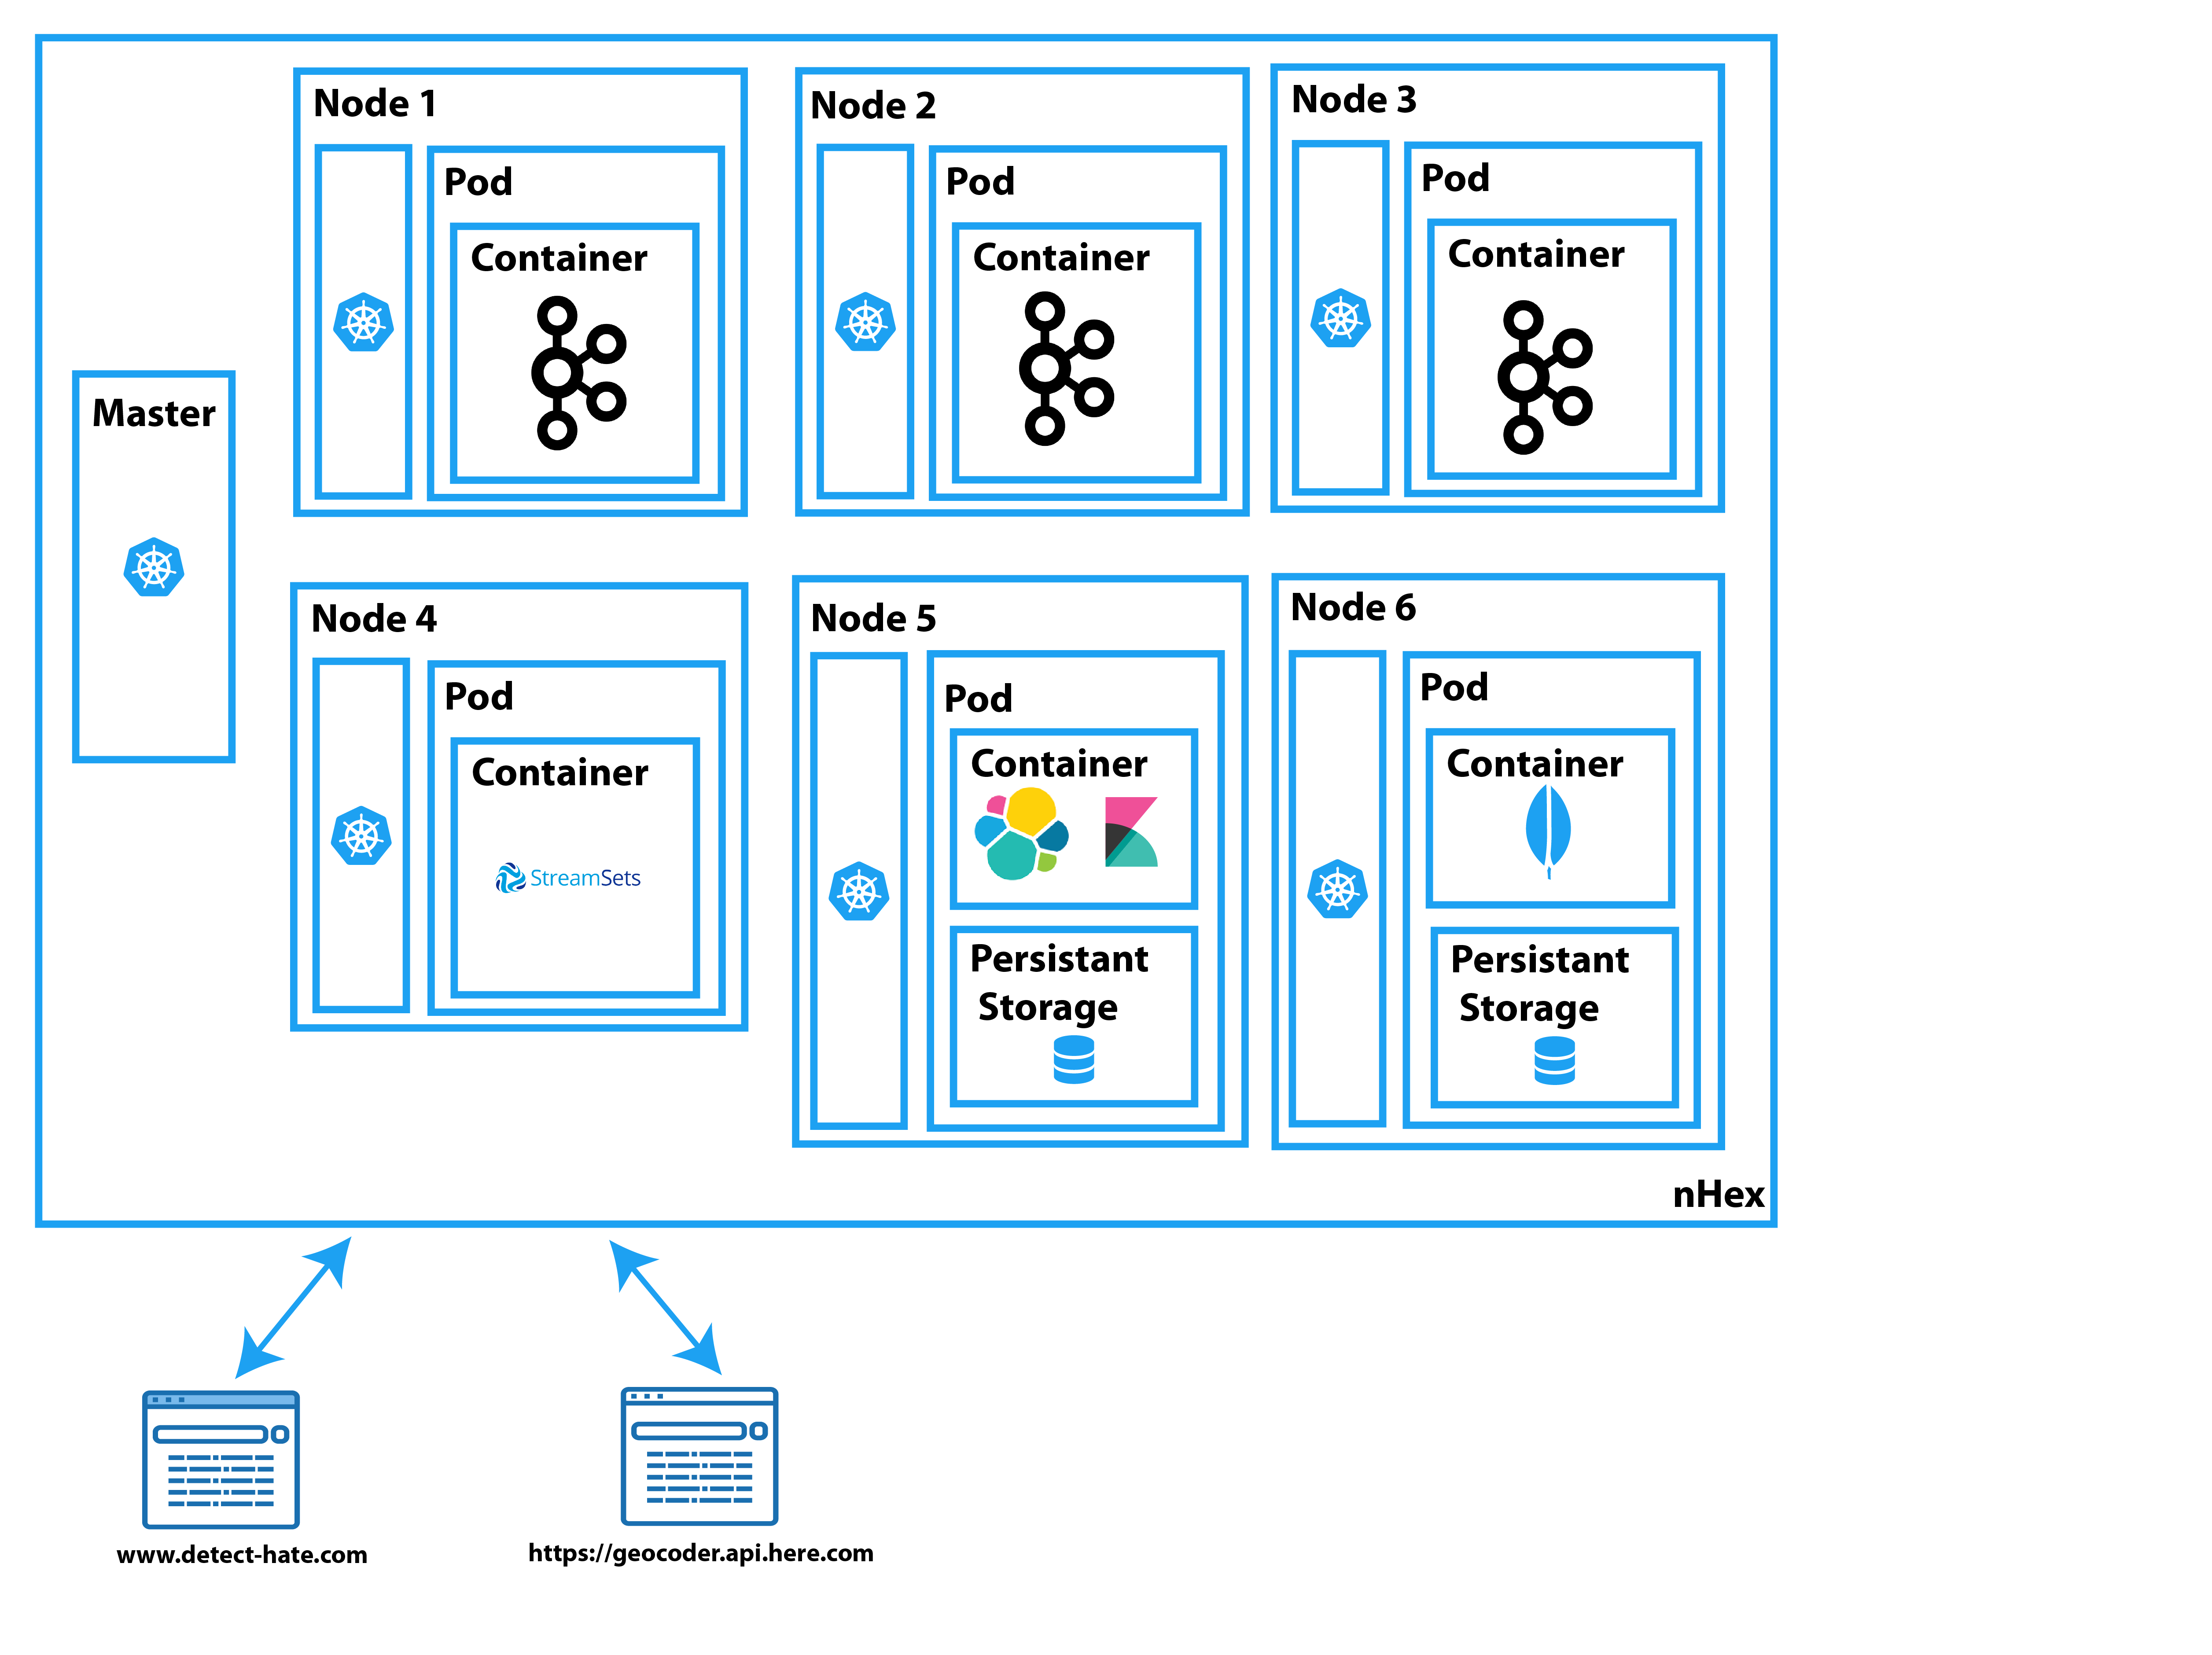 Node 1
Pod
Container
Node 2
Pod
Container
Node 3
Pod
Container
Master
Node 4
Pod
Container
StreamSets
Node 5
Pod
Container
Persistant
Storage
Node 6
Pod
Container
Persistant
Storage
nHex
www.detect-hate.com
https://geocoder.api.here.com